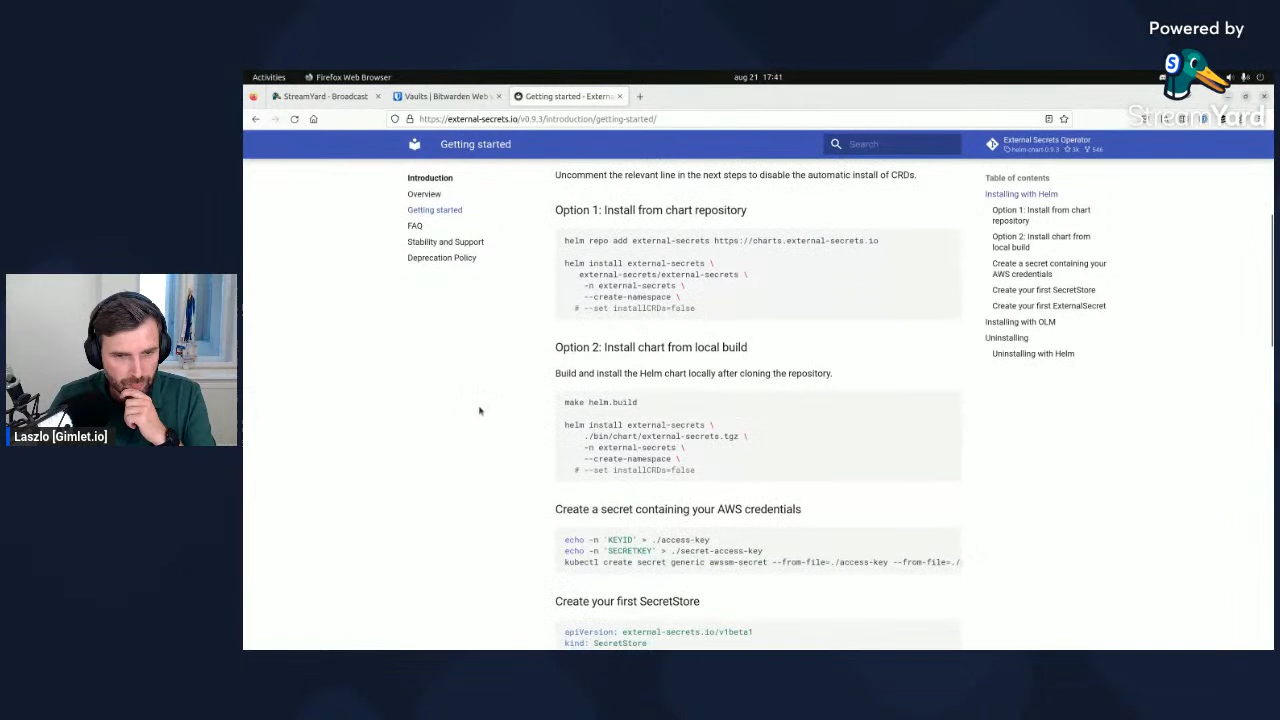 Powered by
StreamYard
Activities
Firefox Web Browser
aug 21 17:41
StreamYard - Broadcast
Vaults | Bitwarden Web v
Getting started - Externa
https://external-secrets.io/v0.9.3/introduction/getting-started/
Getting started
Search
External Secrets Operator
helm-chart-0.9.3 3k 546
Introduction
Overview
Getting started
FAQ
Stability and Support
Deprecation Policy
Uncomment the relevant line in the next steps to disable the automatic install of CRDs.
Option 1: Install from chart repository
helm repo add external-secrets https://charts.external-secrets.io
helm install external-secrets \
external-secrets/external-secrets \
-n external-secrets \
--create-namespace \
# --set installCRDs=false
Option 2: Install chart from local build
Build and install the Helm chart locally after cloning the repository.
make helm.build
helm install external-secrets \
./bin/chart/external-secrets.tgz \
-n external-secrets \
--create-namespace \
# --set installCRDs=false
Create a secret containing your AWS credentials
echo -n 'KEYID' > ./access-key
echo -n 'SECRETKEY' > ./secret-access-key
kubectl create secret generic awssm-secret --from-file=./access-key --from-file=./
Create your first SecretStore
apiVersion: external-secrets.io/v1beta1
kind: SecretStore
Table of contents
Installing with Helm
Option 1: Install from chart
repository
Option 2: Install chart from
local build
Create a secret containing your
AWS credentials
Create your first SecretStore
Create your first ExternalSecret
Installing with OLM
Uninstalling
Uninstalling with Helm
Laszlo [Gimlet.io]